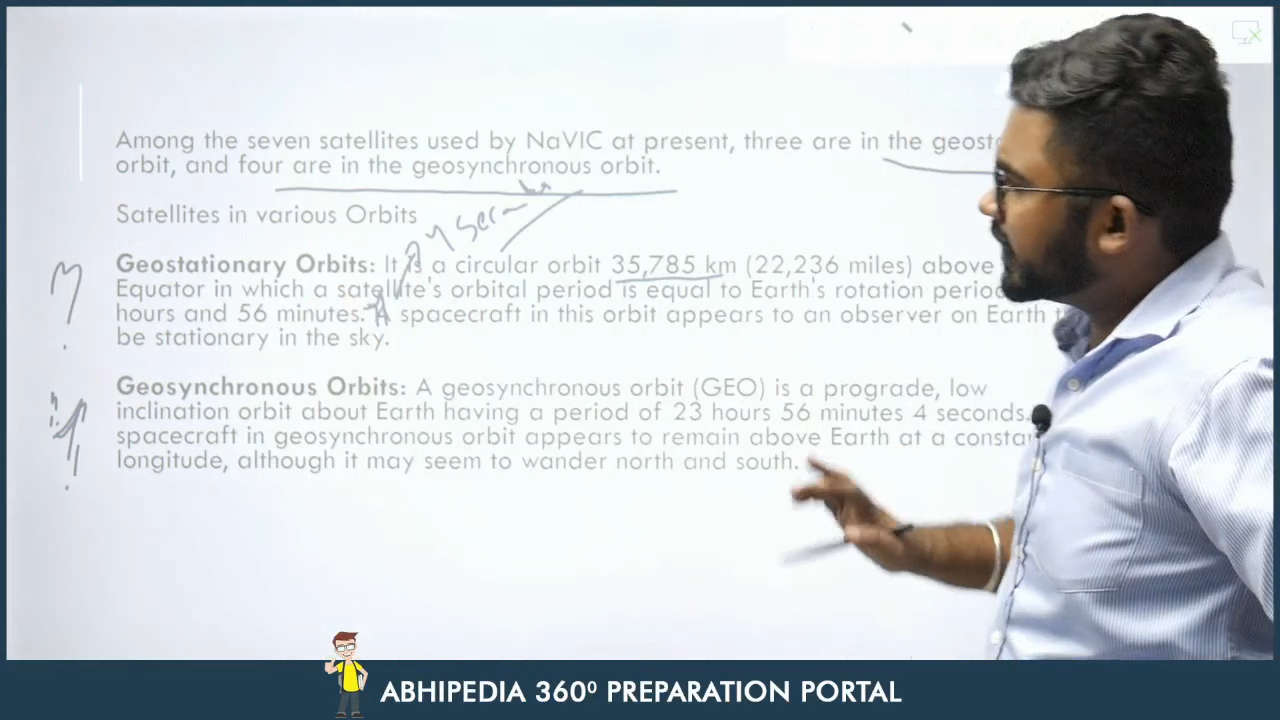 Among the seven satellites used by NaVIC at present, three are in the geost
orbit, and four are in the geosynchronous orbit.
Satellites in various Orbits
4 Secon
Geostationary Orbits: It is a circular orbit 35,785 km (22,236 miles) above
Equator in which a satellite's orbital period is equal to Earth's rotation period
hours and 56 minutes. A spacecraft in this orbit appears to an observer on Earth
be stationary in the sky.
Geosynchronous Orbits: A geosynchronous orbit (GEO) is a prograde, low
inclination orbit about Earth having a period of 23 hours 56 minutes 4 seconds.
spacecraft in geosynchronous orbit appears to remain above Earth at a constan
longitude, although it may seem to wander north and south.
ABHIPEDIA 360⁰ PREPARATION PORTAL